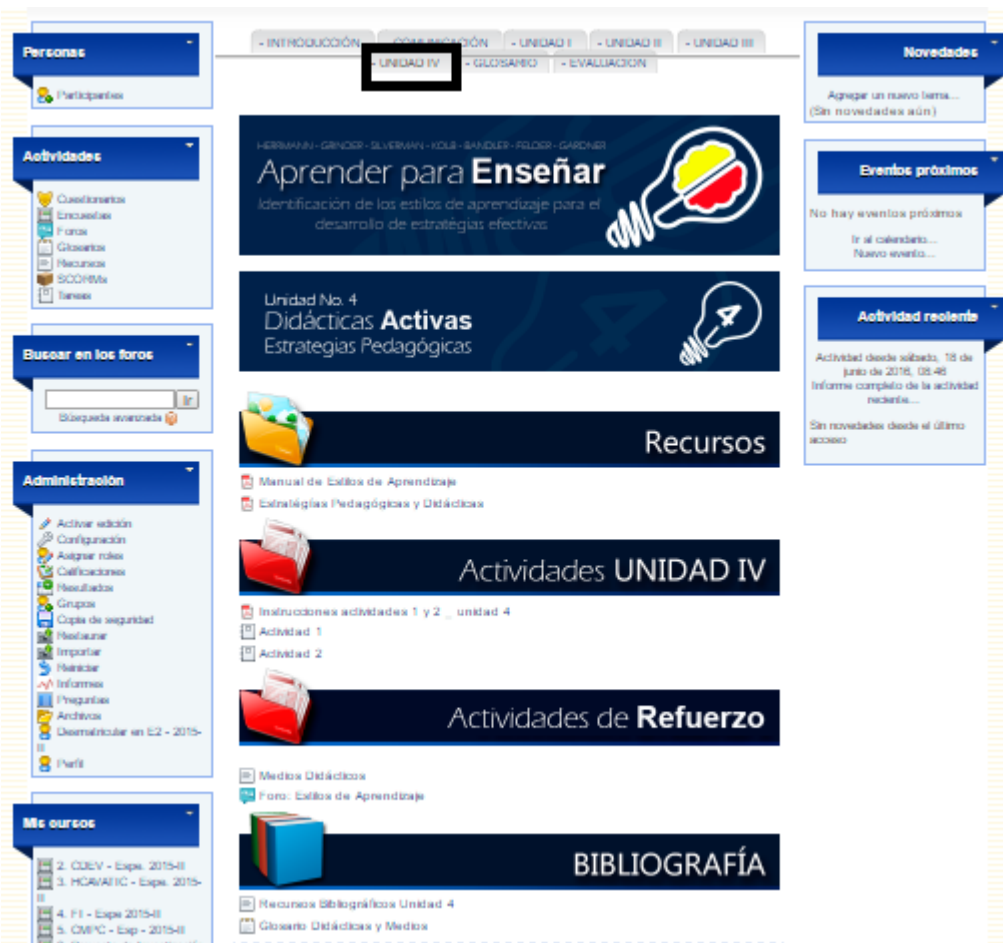 Personas
Participantes
Actividades
Cuestionarios
Encuestas
Foros
Glosarios
Recursos
SCORMs
Tareas
Buscar en los foros
Ir
Búsqueda avanzada
Administración
Activar edición
Configuración
Asignar roles
Calificaciones
Resultados
Grupos
Copia de seguridad
Restaurar
Importar
Reiniciar
Informes
Preguntas
Archivos
Desmatricular en E2 - 2015-
II
Perfil
Mis cursos
2. CDEV - Espe. 2015-II
3. HCAVATIC - Espe. 2015-
II
4. FI - Espe 2015-II
5. CMPC - Esp - 2015-II
- INTRODUCCIÓN
COMUNICACIÓN
- UNIDAD I
- UNIDAD II
- UNIDAD III
- UNIDAD IV
- GLOSARIO
- EVALUACIÓN
HERRMANN - GRINDER - SILVERMAN - KOLB - BANDLER - FELDER - GARDNER
Aprender para Enseñar
Identificación de los estilos de aprendizaje para el
desarrollo de estratégias efectivas
Unidad No. 4
Didácticas Activas
Estrategias Pedagógicas
4
Recursos
Manual de Estilos de Aprendizaje
Estratégías Pedagógicas y Didácticas
Actividades UNIDAD IV
Instrucciones actividades 1 y 2 _ unidad 4
Actividad 1
Actividad 2
Actividades de Refuerzo
Medios Didácticos
Foro: Estilos de Aprendizaje
BIBLIOGRAFÍA
Recursos Bibliográficos Unidad 4
Glosario Didácticas y Medios
Novedades
Agregar un nuevo tema...
(Sin novedades aún)
Eventos próximos
No hay eventos próximos
Ir al calendario...
Nuevo evento...
Actividad reciente
Actividad desde sábado, 18 de
junio de 2016, 08:46
Informe completo de la actividad
reciente...
Sin novedades desde el último
acceso